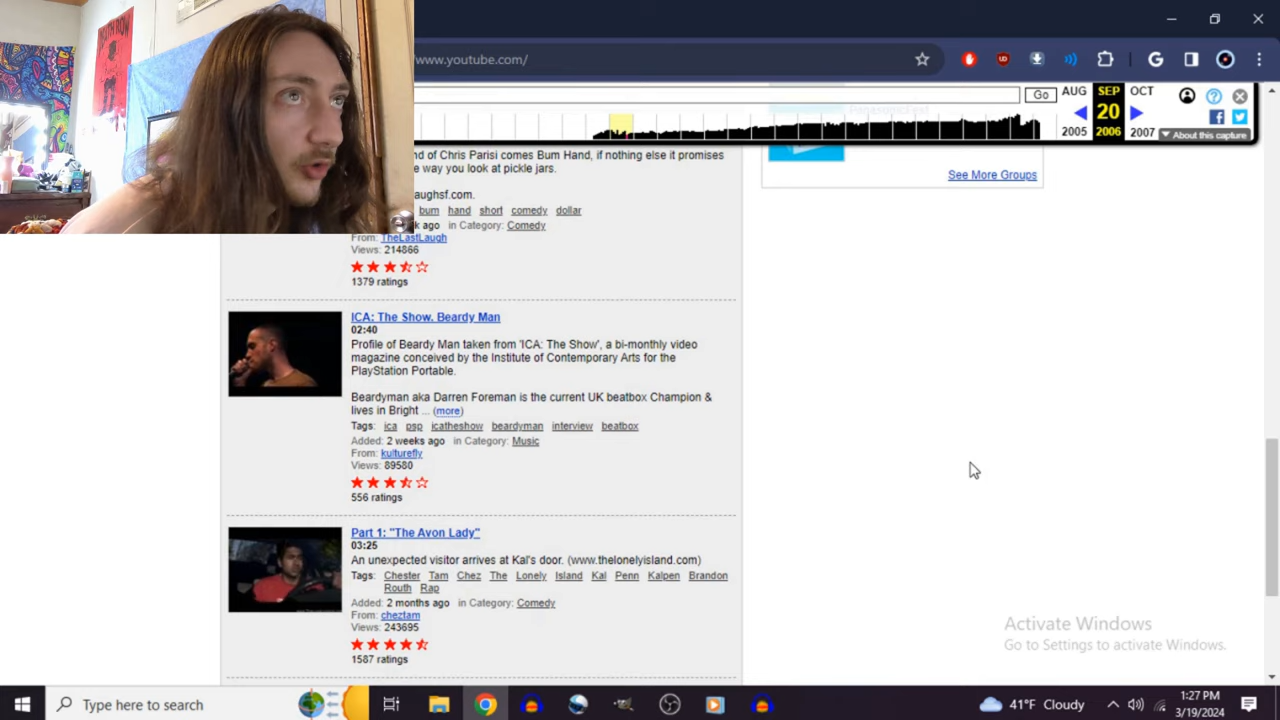 www.youtube.com/
Go
AUG SEP OCT
20
2005 2006 2007
About this capture
nd of Chris Parisi comes Bum Hand, if nothing else it promises
e way you look at pickle jars.
See More Groups
aughsf.com.
bum hand short comedy dollar
k ago in Category: Comedy
From: TheLastLaugh
Views: 214866
1379 ratings
ICA: The Show. Beardy Man
02:40
Profile of Beardy Man taken from 'ICA: The Show', a bi-monthly video
magazine conceived by the Institute of Contemporary Arts for the
PlayStation Portable.
Beardyman aka Darren Foreman is the current UK beatbox Champion &
lives in Bright ... (more)
Tags: ica psp icatheshow beardyman interview beatbox
Added: 2 weeks ago in Category: Music
From: kulturefly
Views: 89580
556 ratings
Part 1: "The Avon Lady"
03:25
An unexpected visitor arrives at Kal's door. (www.thelonelyisland.com)
Tags: Chester Tam Chez The Lonely Island Kal Penn Kalpen Brandon
Routh Rap
Added: 2 months ago in Category: Comedy
From: cheztam
Views: 243695
1587 ratings
Activate Windows
Go to Settings to activate Windows.
Type here to search
41°F Cloudy
1:27 PM
3/19/2024